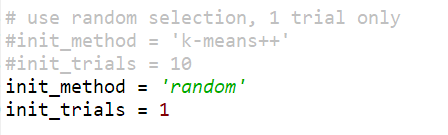 # use random selection, 1 trial only
#init_method = 'k-means++'
#init_trials = 10
init_method = 'random'
init_trials = 1